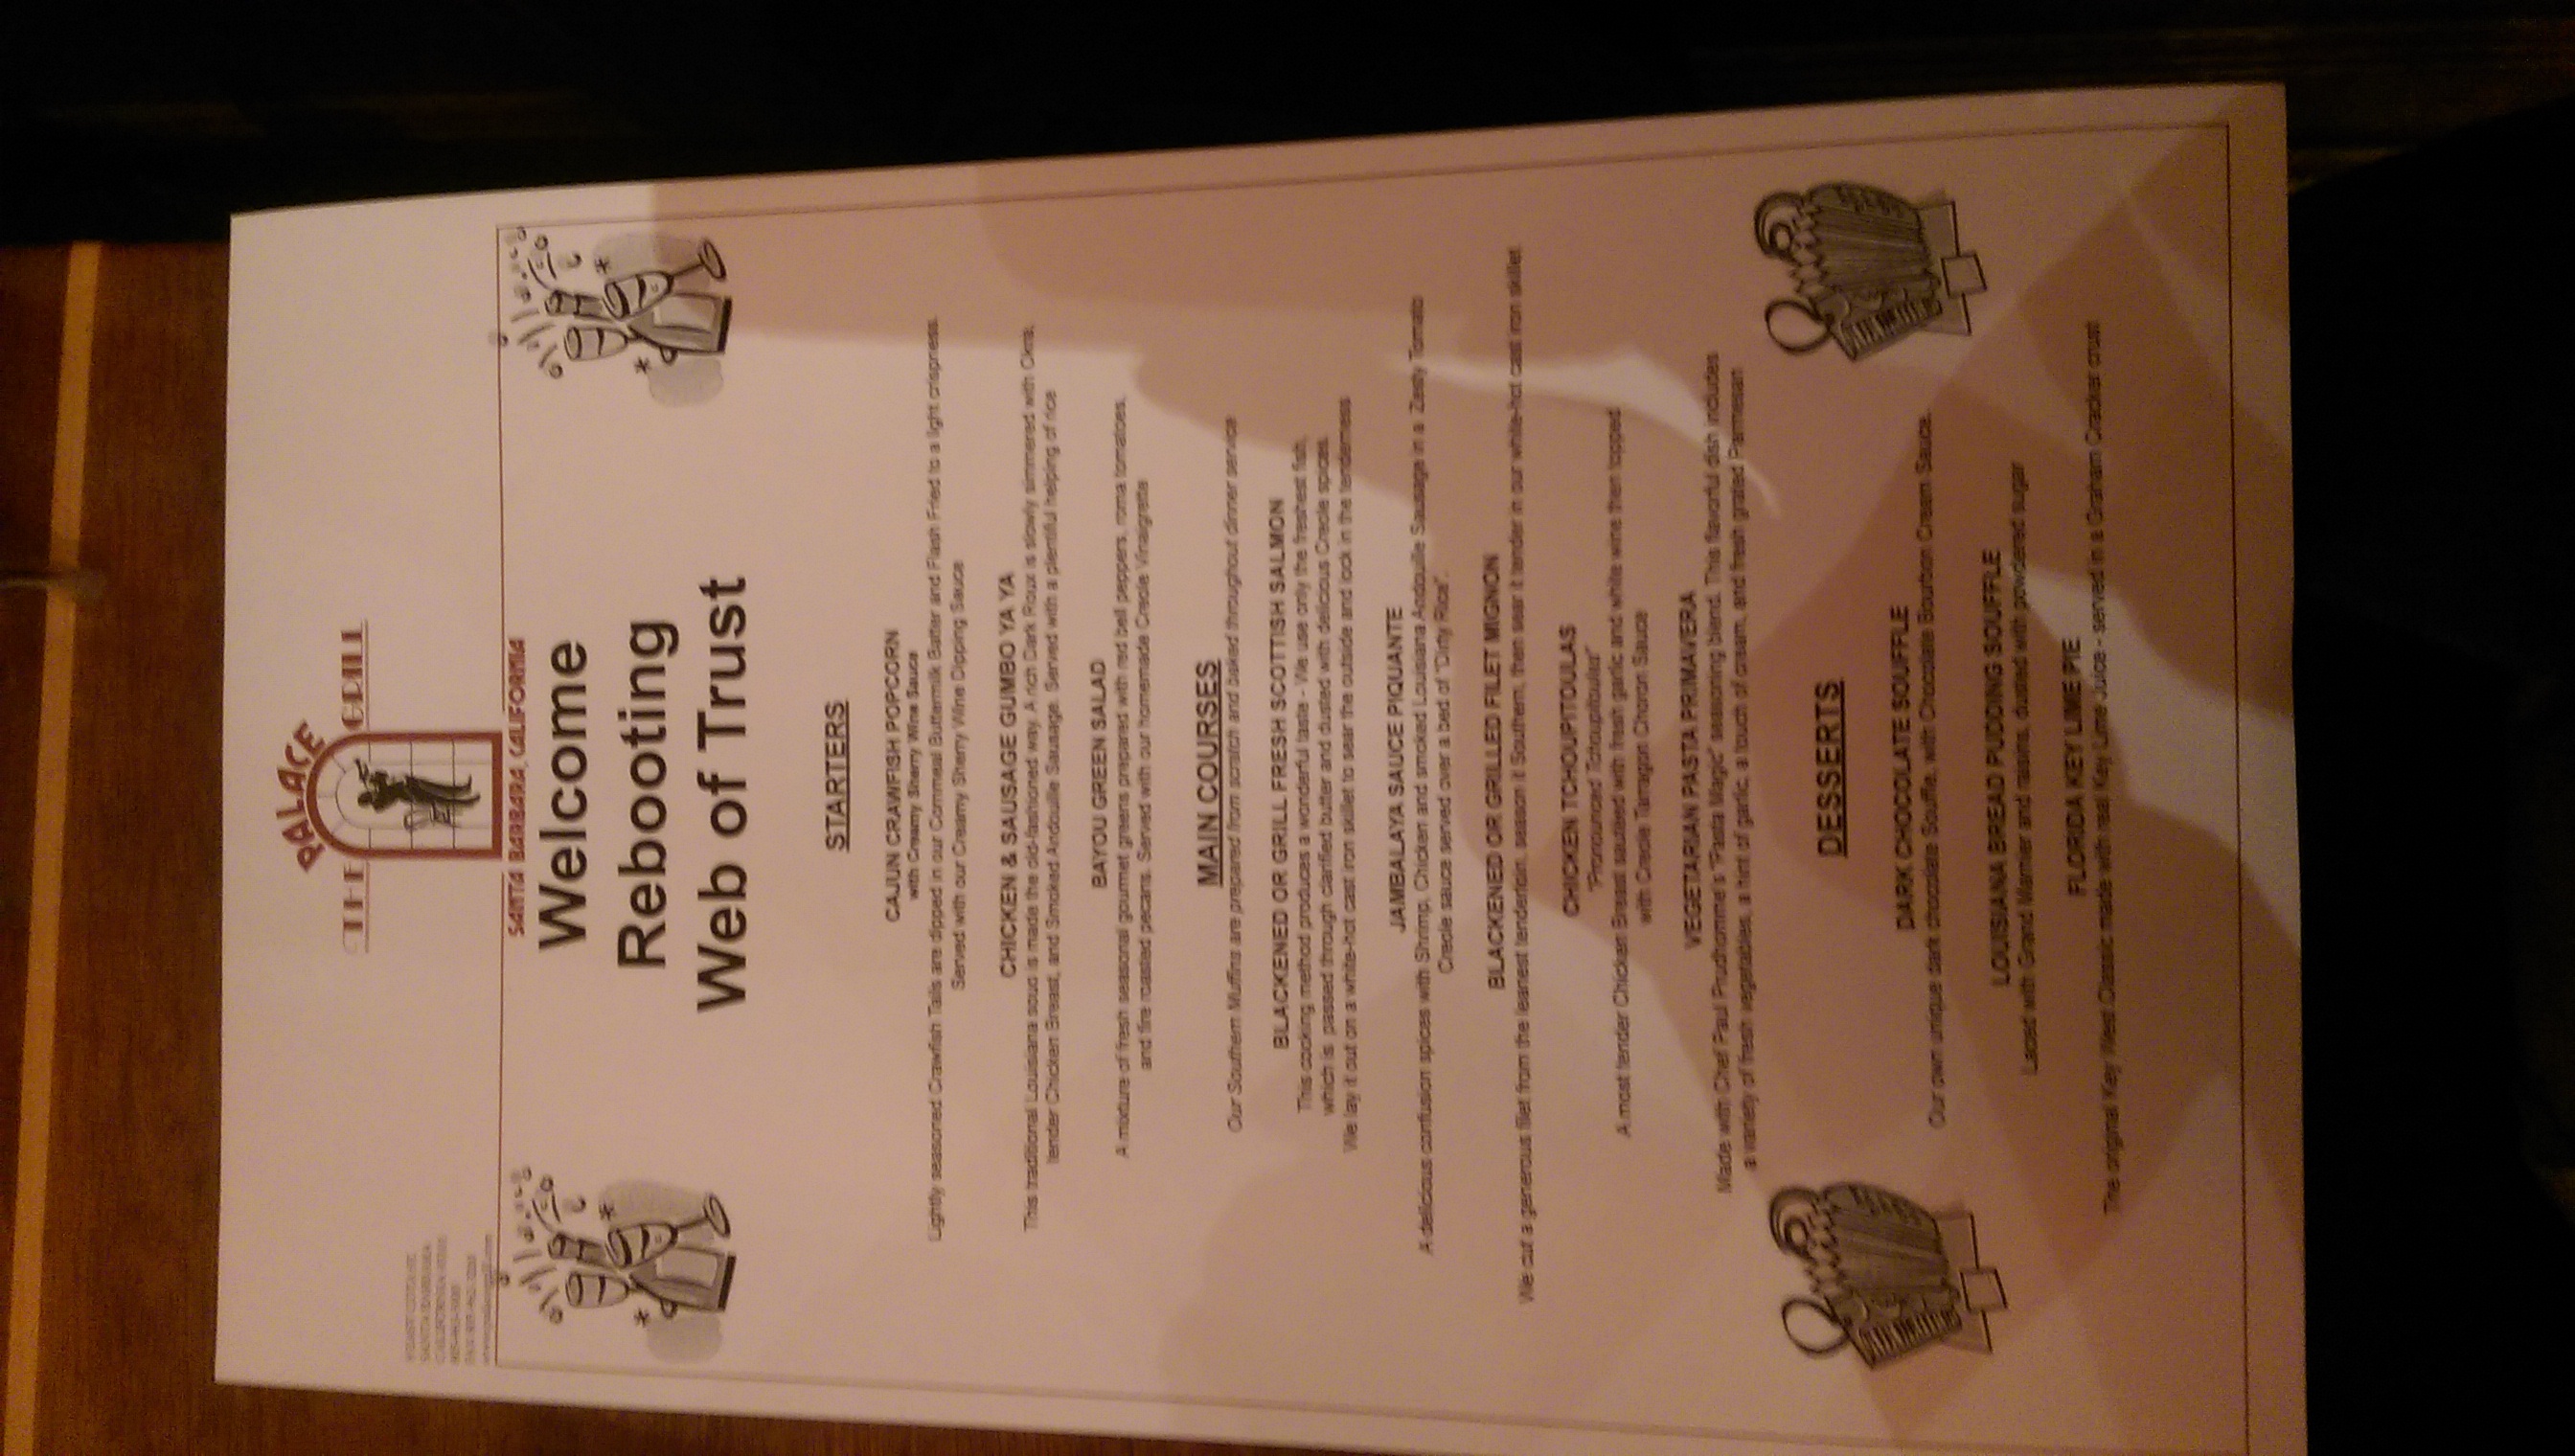 THE PALACE GRILL
SANTA BARBARA, CALIFORNIA
Welcome
Rebooting
Web of Trust
STARTERS
CAJUN CRAWFISH POPCORN
with Creamy Sherry Wine Sauce
Lightly seasoned Crawfish Tails are dipped in our Cornmeal Buttermilk Batter and Flash Fried to a light crispness.
Served with our Creamy Sherry Wine Dipping Sauce
CHICKEN & SAUSAGE GUMBO YA YA
This traditional Louisiana soup is made the old-fashioned way. A rich Dark Roux is slowly simmered with Okra,
tender Chicken Breast, and Smoked Andouille Sausage. Served with a plentiful helping of rice
BAYOU GREEN SALAD
A mixture of fresh seasonal gourmet greens prepared with red bell peppers, roma tomatoes,
and fire roasted pecans. Served with our homemade Creole Vinaigrette
MAIN COURSES
Our Southern Muffins are prepared from scratch and baked throughout dinner service
BLACKENED OR GRILL FRESH SCOTTISH SALMON
This cooking method produces a wonderful taste - We use only the freshest fish,
which is passed through clarified butter and dusted with delicious Creole spices.
We lay it out on a white-hot cast iron skillet to sear the outside and lock in the tenderness
JAMBALAYA SAUCE PIQUANTE
A delicious confusion spices with Shrimp, Chicken and smoked Louisiana Andouille Sausage in a Zesty Tomato
Creole sauce served over a bed of "Dirty Rice".
BLACKENED OR GRILLED FILET MIGNON
We cut a generous filet from the leanest tenderloin, season it Southern, then sear it tender in our white-hot cast iron skillet
CHICKEN TCHOUPITOULAS
"Pronounced Tchoupitoulas"
A most tender Chicken Breast sautéed with fresh garlic and white wine then topped
with Creole Tarragon Choron Sauce
VEGETARIAN PASTA PRIMAVERA
Made with Chef Paul Prudhomme's "Pasta Magic" seasoning blend. This flavorful dish includes
a variety of fresh vegetables, a hint of garlic, a touch of cream, and fresh grated Parmesan
DESSERTS
DARK CHOCOLATE SOUFFLE
Our own unique dark chocolate Souffle, with Chocolate Bourbon Cream Sauce.
LOUISIANA BREAD PUDDING SOUFFLE
Laced with Grand Marnier and raisins, dusted with powdered sugar
FLORIDA KEY LIME PIE
The original Key West Classic made with real Key Lime Juice - served in a Graham Cracker crust